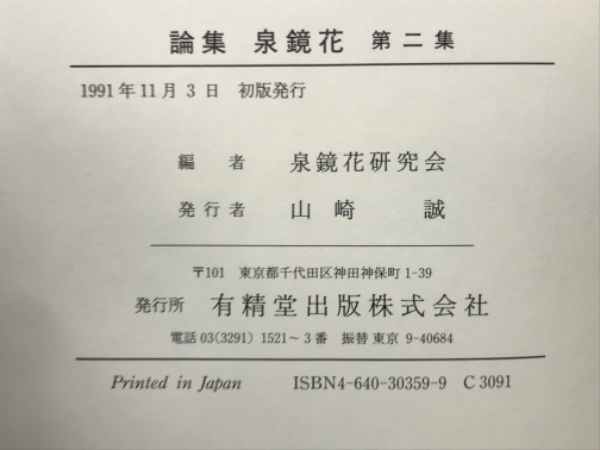 論集 泉鏡花 第二集
1991年11月3日 初版発行
編者 泉鏡花研究会
発行者 山崎 誠
〒101 東京都千代田区神田神保町1-39
発行所 有精堂出版株式会社
電話03(3291)1521~3番 振替東京9-40684
Printed in Japan ISBN4-640-30359-9 C3091